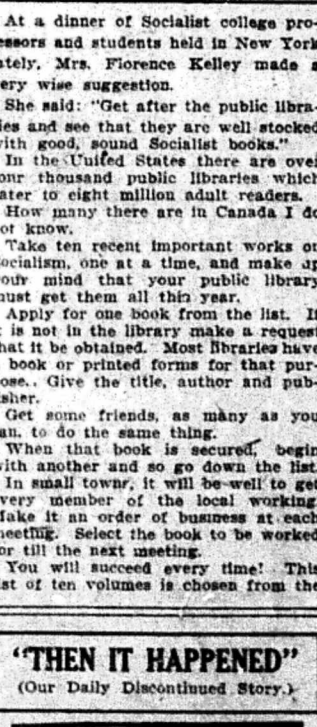 At a dinner of Socialist college pro-
essors and students held in New York
ately, Mrs. Florence Kelley made a
ery wise suggestion.
She said: "Get after the public libra-
ies and see that they are well stocked
ith good, sound Socialist books."
In the United States there are over
our thousand public libraries which
ater to eight million adult readers.
How many there are in Canada I do
ot know.
Take ten recent important works on
ocialism, one at a time, and make up
our mind that your public library
ust get them all this year.
Apply for one book from the list. If
t is not in the library make a request
hat it be obtained. Most libraries have
book or printed forms for that pur-
ose. Give the title, author and pub-
isher.
Get some friends, as many as you
an, to do the same thing.
When that book is secured, begin
ith another and so go down the list.
In small towns, it will be well to get
very member of the local working.
Make it an order of business at each
meeting. Select the book to be worked
or till the next meeting.
You will succeed every time! This
ist of ten volumes is chosen from the
"THEN IT HAPPENED"
(Our Daily Discontinued Story.)